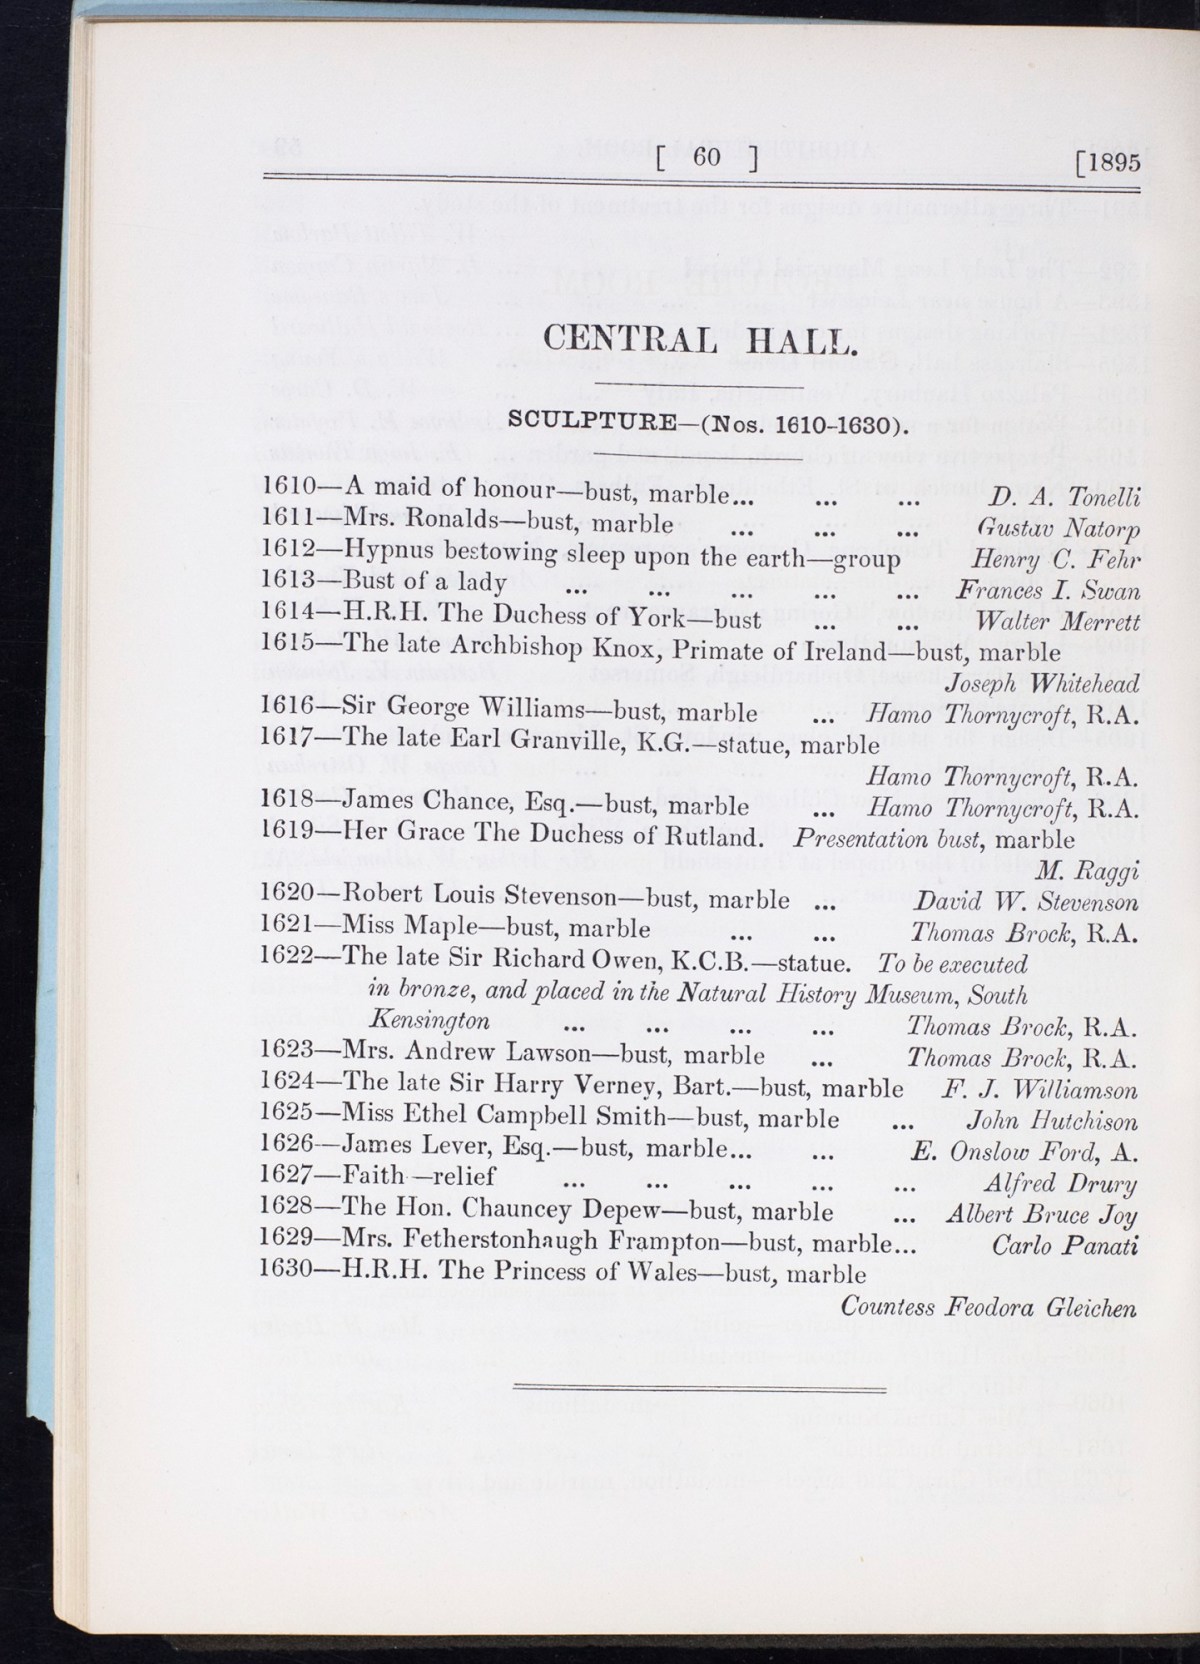 [ 60 ] [1895
CENTRAL HALL.
SCULPTURE—(Nos. 1610-1630).
1610—A maid of honour—bust, marble... ... ... D. A. Tonelli
1611—Mrs. Ronalds—bust, marble ... ... ... Gustav Natorp
1612—Hypnus bestowing sleep upon the earth—group Henry C. Fehr
1613—Bust of a lady ... ... ... ... ... Frances I. Swan
1614—H.R.H. The Duchess of York—bust ... ... Walter Merrett
1615—The late Archbishop Knox, Primate of Ireland—bust, marble
Joseph Whitehead
1616—Sir George Williams—bust, marble ... Hamo Thornycroft, R.A.
1617—The late Earl Granville, K.G.—statue, marble
Hamo Thornycroft, R.A.
1618—James Chance, Esq.—bust, marble ... Hamo Thornycroft, R.A.
1619—Her Grace The Duchess of Rutland. Presentation bust, marble
M. Raggi
1620—Robert Louis Stevenson—bust, marble ... David W. Stevenson
1621—Miss Maple—bust, marble ... ... Thomas Brock, R.A.
1622—The late Sir Richard Owen, K.C.B.—statue. To be executed
in bronze, and placed in the Natural History Museum, South
Kensington ... ... ... ... Thomas Brock, R.A.
1623—Mrs. Andrew Lawson—bust, marble ... Thomas Brock, R.A.
1624—The late Sir Harry Verney, Bart.—bust, marble F. J. Williamson
1625—Miss Ethel Campbell Smith—bust, marble ... John Hutchison
1626—James Lever, Esq.—bust, marble... ... E. Onslow Ford, A.
1627—Faith—relief ... ... ... ... ... Alfred Drury
1628—The Hon. Chauncey Depew—bust, marble ... Albert Bruce Joy
1629—Mrs. Fetherstonhaugh Frampton—bust, marble... Carlo Panati
1630—H.R.H. The Princess of Wales—bust, marble
Countess Feodora Gleichen